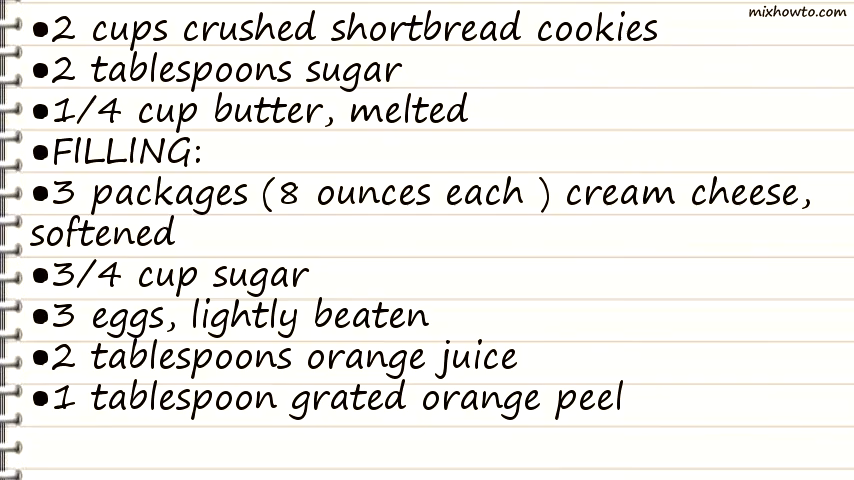 mixhowto.com
•2 cups crushed shortbread cookies
•2 tablespoons sugar
•1/4 cup butter, melted
•FILLING:
•3 packages (8 ounces each ) cream cheese,
softened
•3/4 cup sugar
•3 eggs, lightly beaten
•2 tablespoons orange juice
•1 tablespoon grated orange peel